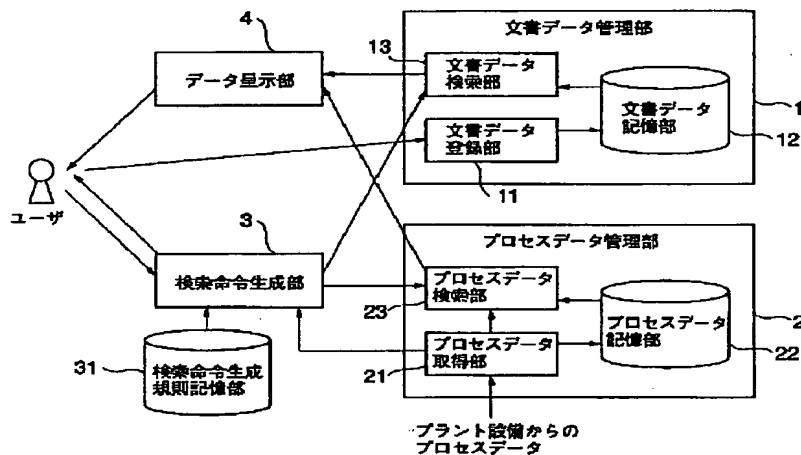 文書データ管理部
4
データ呈示部
13
文書データ
検索部
文書データ
記憶部
1
12
文書データ
登録部
11
ユーザ
3
検索命令生成部
プロセスデータ管理部
プロセスデータ
検索部
23
プロセスデータ
記憶部
2
22
プロセスデータ
取得部
21
31
検索命令生成
規則記憶部
プラント設備からの
プロセスデータ